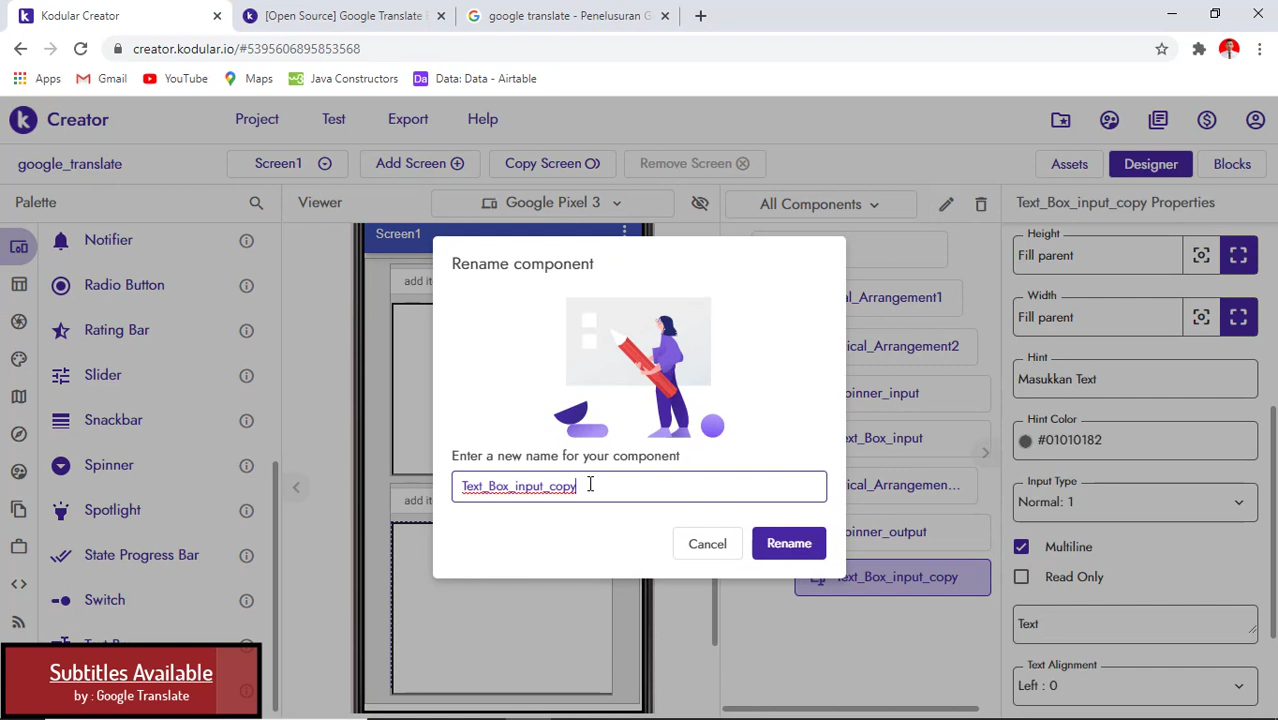 Kodular Creator
[Open Source] Google Translate
google translate - Penelusuran G
creator.kodular.io/#5395606895853568
Apps
Gmail
YouTube
Maps
Java Constructors
Data: Data - Airtable
Creator
Project
Test
Export
Help
google_translate
Screen1
Add Screen
Copy Screen
Remove Screen
Assets
Designer
Blocks
Palette
Viewer
Google Pixel 3
All Components
Text_Box_input_copy Properties
Notifier
Radio Button
Rating Bar
Slider
Snackbar
Spinner
Spotlight
State Progress Bar
Switch
Screen1
add it
add it
Rename component
Enter a new name for your component
Text_Box_input_copy
Cancel
Rename
al_Arrangement1
ical_Arrangement2
pinner_input
ext_Box_input
cal_Arrangemen...
pinner_output
Text_Box_input_copy
Height
Fill parent
Width
Fill parent
Hint
Masukkan Text
Hint Color
#01010182
Input Type
Normal: 1
Multiline
Read Only
Text
Text Alignment
Left : 0
Subtitles Available
by : Google Translate